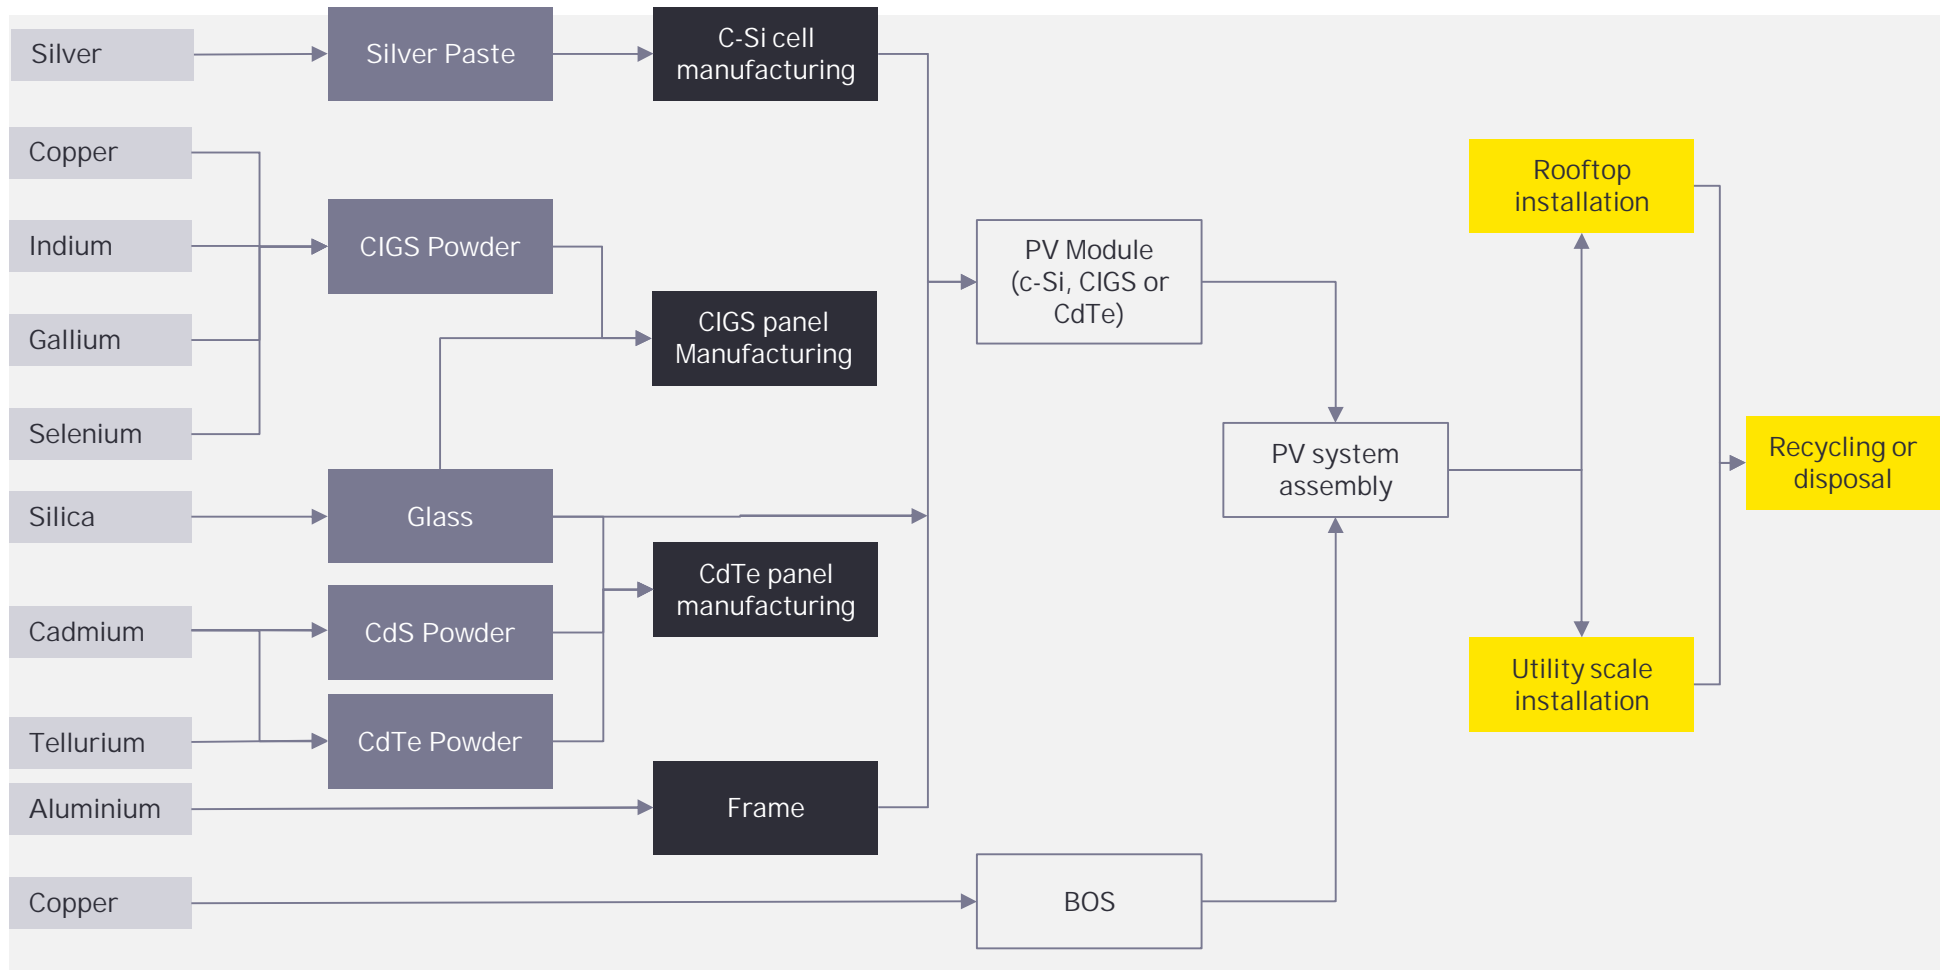 Silver
Silver Paste
C-Si cell
manufacturing
Copper
Indium
Gallium
Selenium
CIGS Powder
CIGS panel
Manufacturing
Silica
Glass
Cadmium
CdS Powder
CdTe panel
manufacturing
Tellurium
CdTe Powder
Aluminium
Frame
Copper
BOS
PV Module
(c-Si, CIGS or
CdTe)
PV system
assembly
Rooftop
installation
Utility scale
installation
Recycling or
disposal